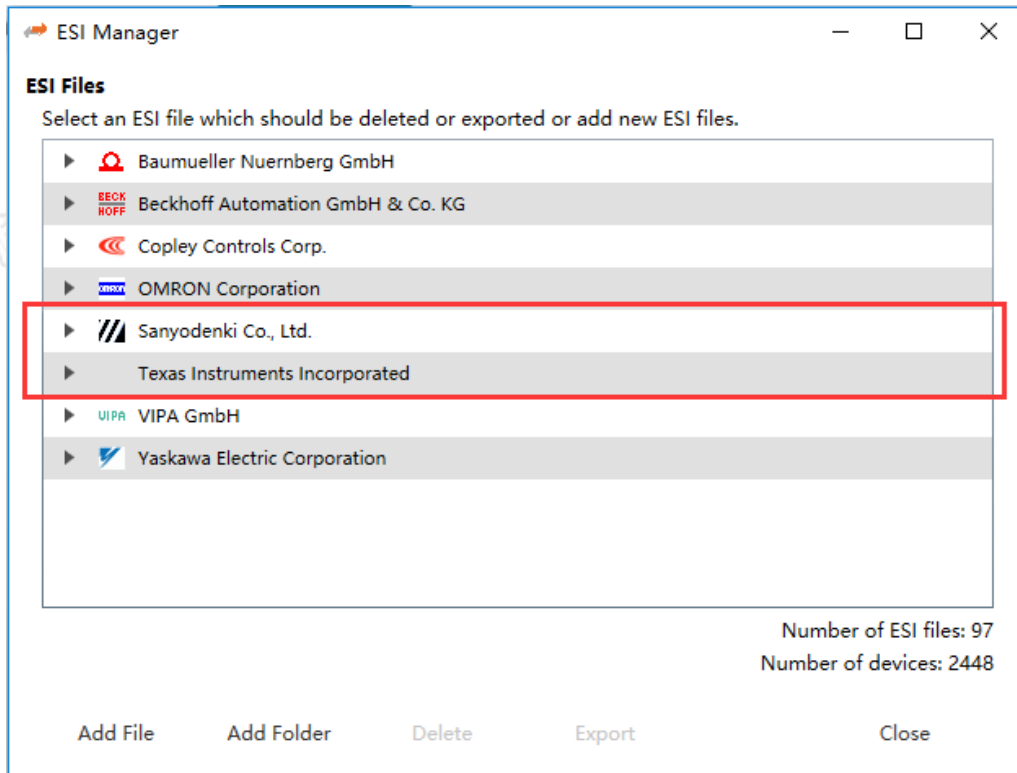 ESI Manager
ESI Files
Select an ESI file which should be deleted or exported or add new ESI files.
Baumueller Nuernberg GmbH
BECKHOFF Beckhoff Automation GmbH & Co. KG
Copley Controls Corp.
OMRON OMRON Corporation
Sanyodenki Co., Ltd.
Texas Instruments Incorporated
VIPA VIPA GmbH
Yaskawa Electric Corporation
Number of ESI files: 97
Number of devices: 2448
Add File Add Folder Delete Export Close